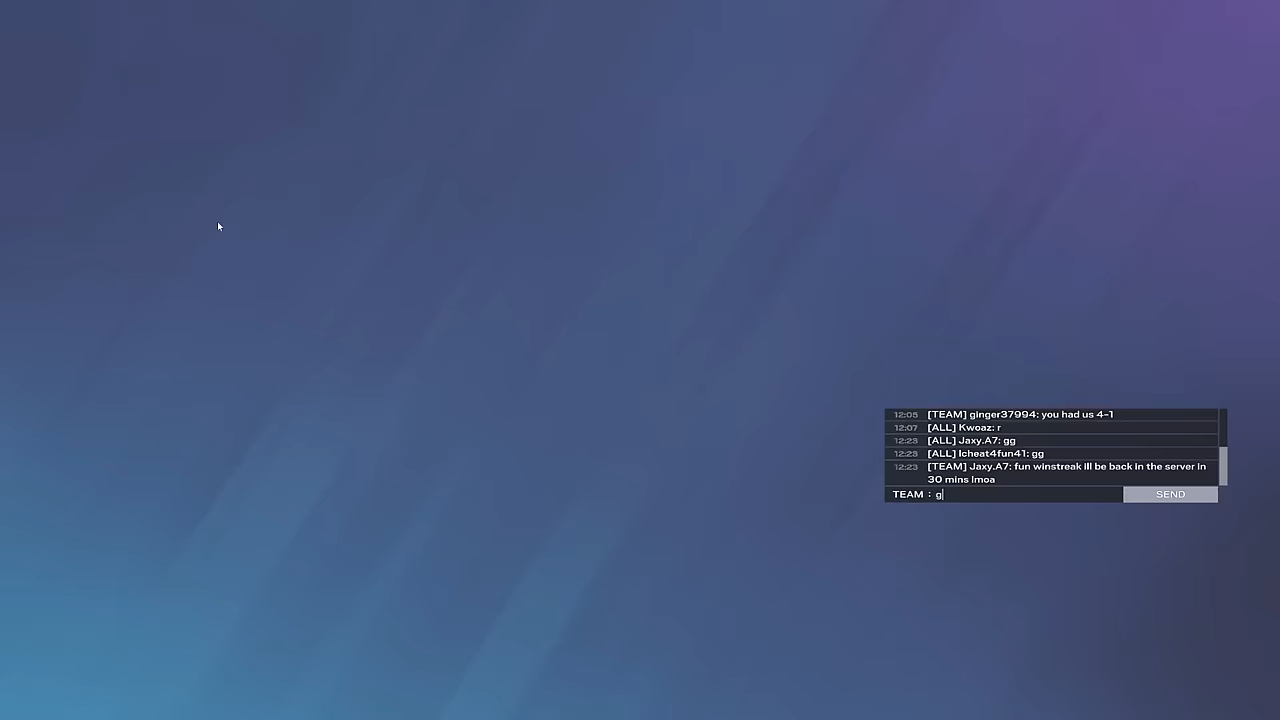 12:05 [TEAM] ginger37994: you had us 4-1
12:07 [ALL] Kwoaz: r
12:23 [ALL] Jaxy.A7: gg
12:23 [ALL] Icheat4fun41: gg
12:23 [TEAM] Jaxy.A7: fun winstreak ill be back in the server in
30 mins lmoa
TEAM : g SEND